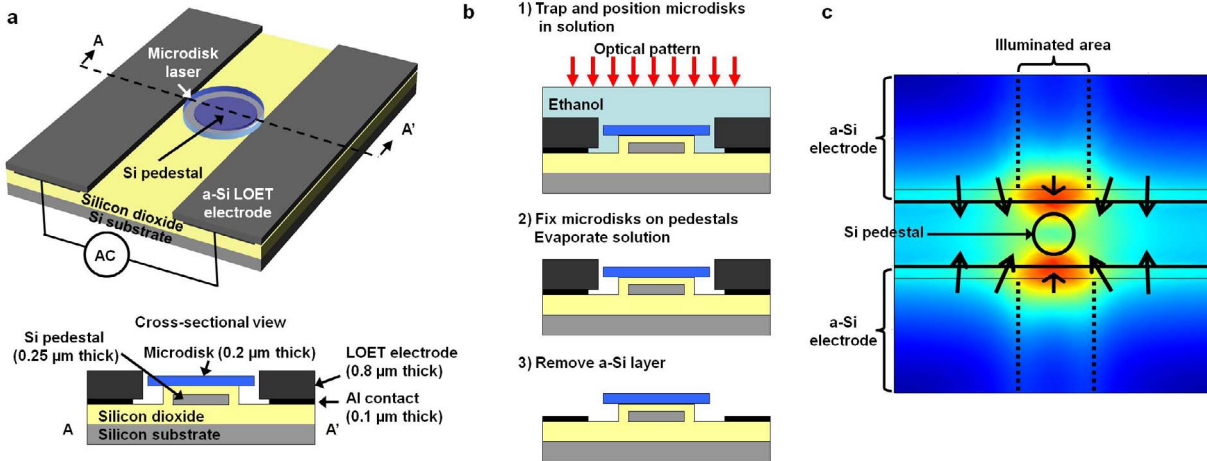 a
A
Microdisk
laser
A'
Si pedestal
a-Si LOET
electrode
Silicon dioxide
Si substrate
AC
Cross-sectional view
Si pedestal
(0.25 µm thick)
Microdisk (0.2 µm thick)
LOET electrode
(0.8 µm thick)
Al contact
(0.1 µm thick)
Silicon dioxide
Silicon substrate
A
A'
b
1) Trap and position microdisks
in solution
Optical pattern
Ethanol
2) Fix microdisks on pedestals
Evaporate solution
3) Remove a-Si layer
c
Illuminated area
a-Si
electrode
Si pedestal
a-Si
electrode